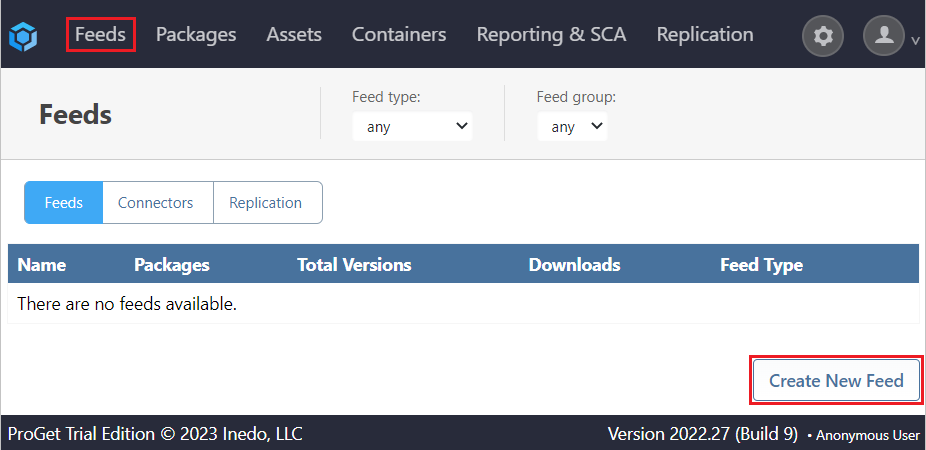 Feeds Packages Assets Containers Reporting & SCA Replication
Feeds
Feed type:
any
Feed group:
any
Feeds Connectors Replication
Name Packages Total Versions Downloads Feed Type
There are no feeds available.
Create New Feed
ProGet Trial Edition © 2023 Inedo, LLC Version 2022.27 (Build 9) • Anonymous User